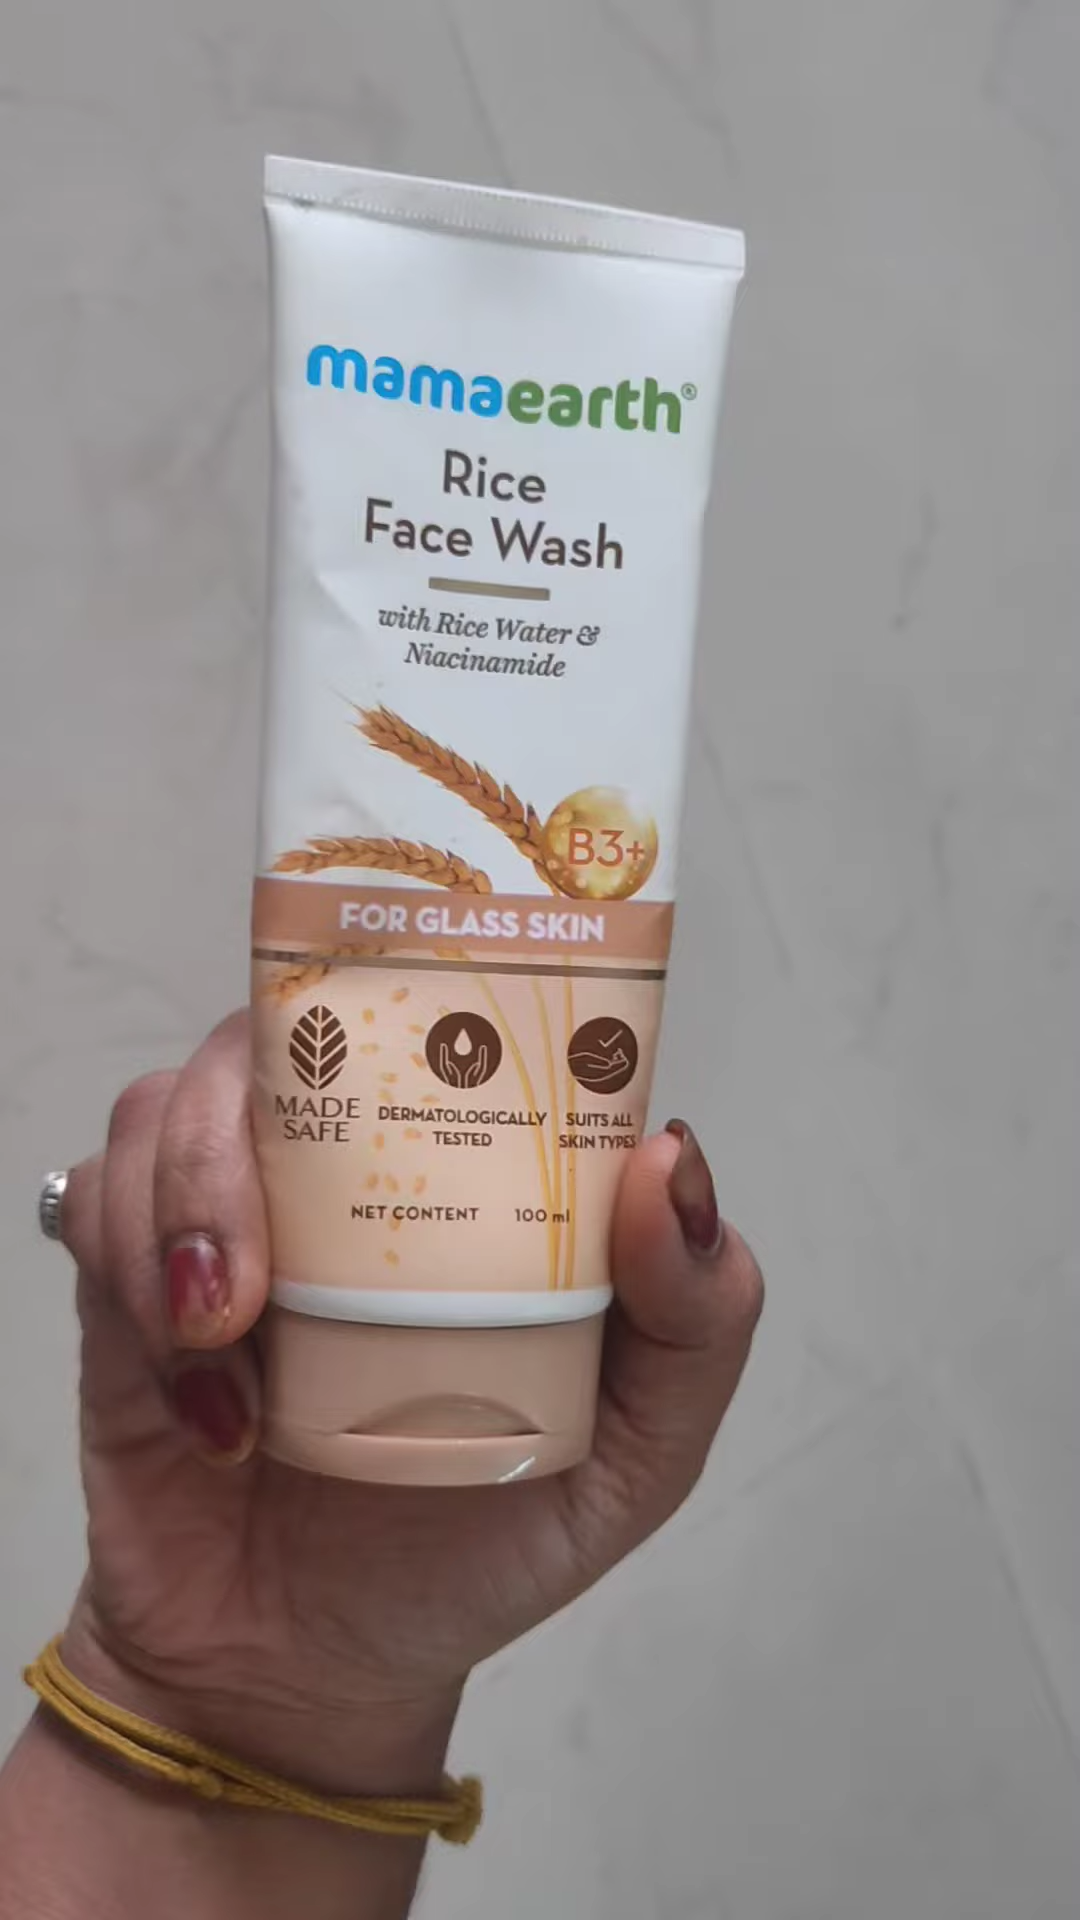 mamaearth®
Rice
Face Wash
with Rice Water &
Niacinamide
B3+
FOR GLASS SKIN
MADE
SAFE
DERMATOLOGICALLY
TESTED
SUITS ALL
SKIN TYPES
NET CONTENT 100 ml